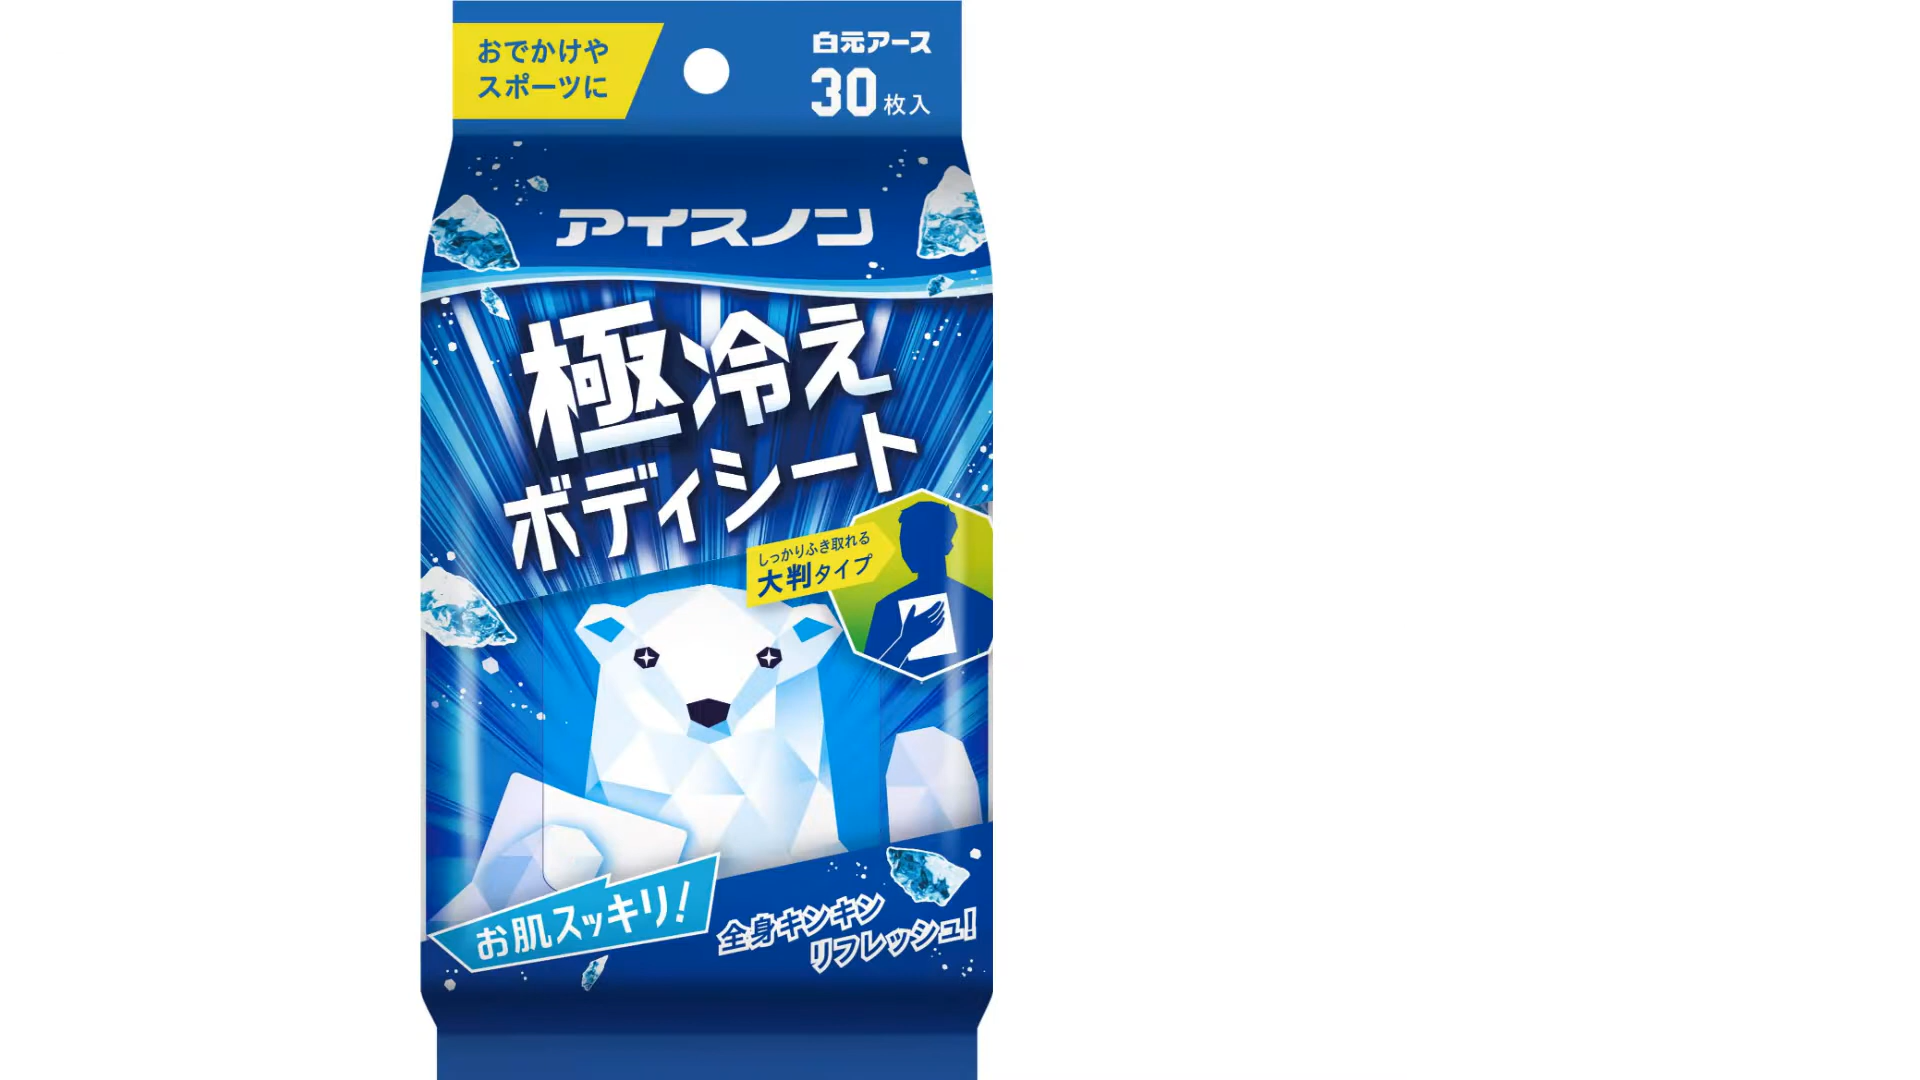 おでかけや
スポーツに
白元アース
30枚入
アイスノン
極冷え
ボディシート
しっかりふき取れる
大判タイプ
お肌スッキリ!
全身キンキン
リフレッシュ!